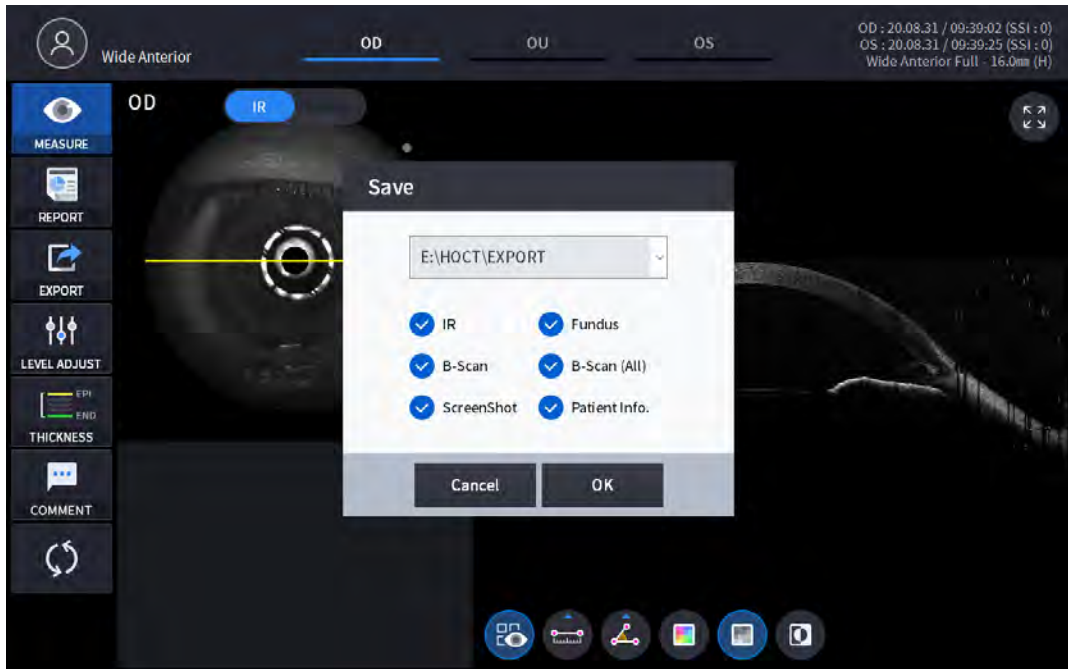 Wide Anterior
OD
OU
OS
OD : 20.08.31 / 09:39:02 (SSI : 0)
OS : 20.08.31 / 09:39:25 (SSI : 0)
Wide Anterior Full - 16.0mm (H)
MEASURE
REPORT
EXPORT
LEVEL ADJUST
EPI
END
THICKNESS
COMMENT
OD
IR
Save
E:\HOCT\EXPORT
IR
Fundus
B-Scan
B-Scan (All)
ScreenShot
Patient Info.
Cancel
OK